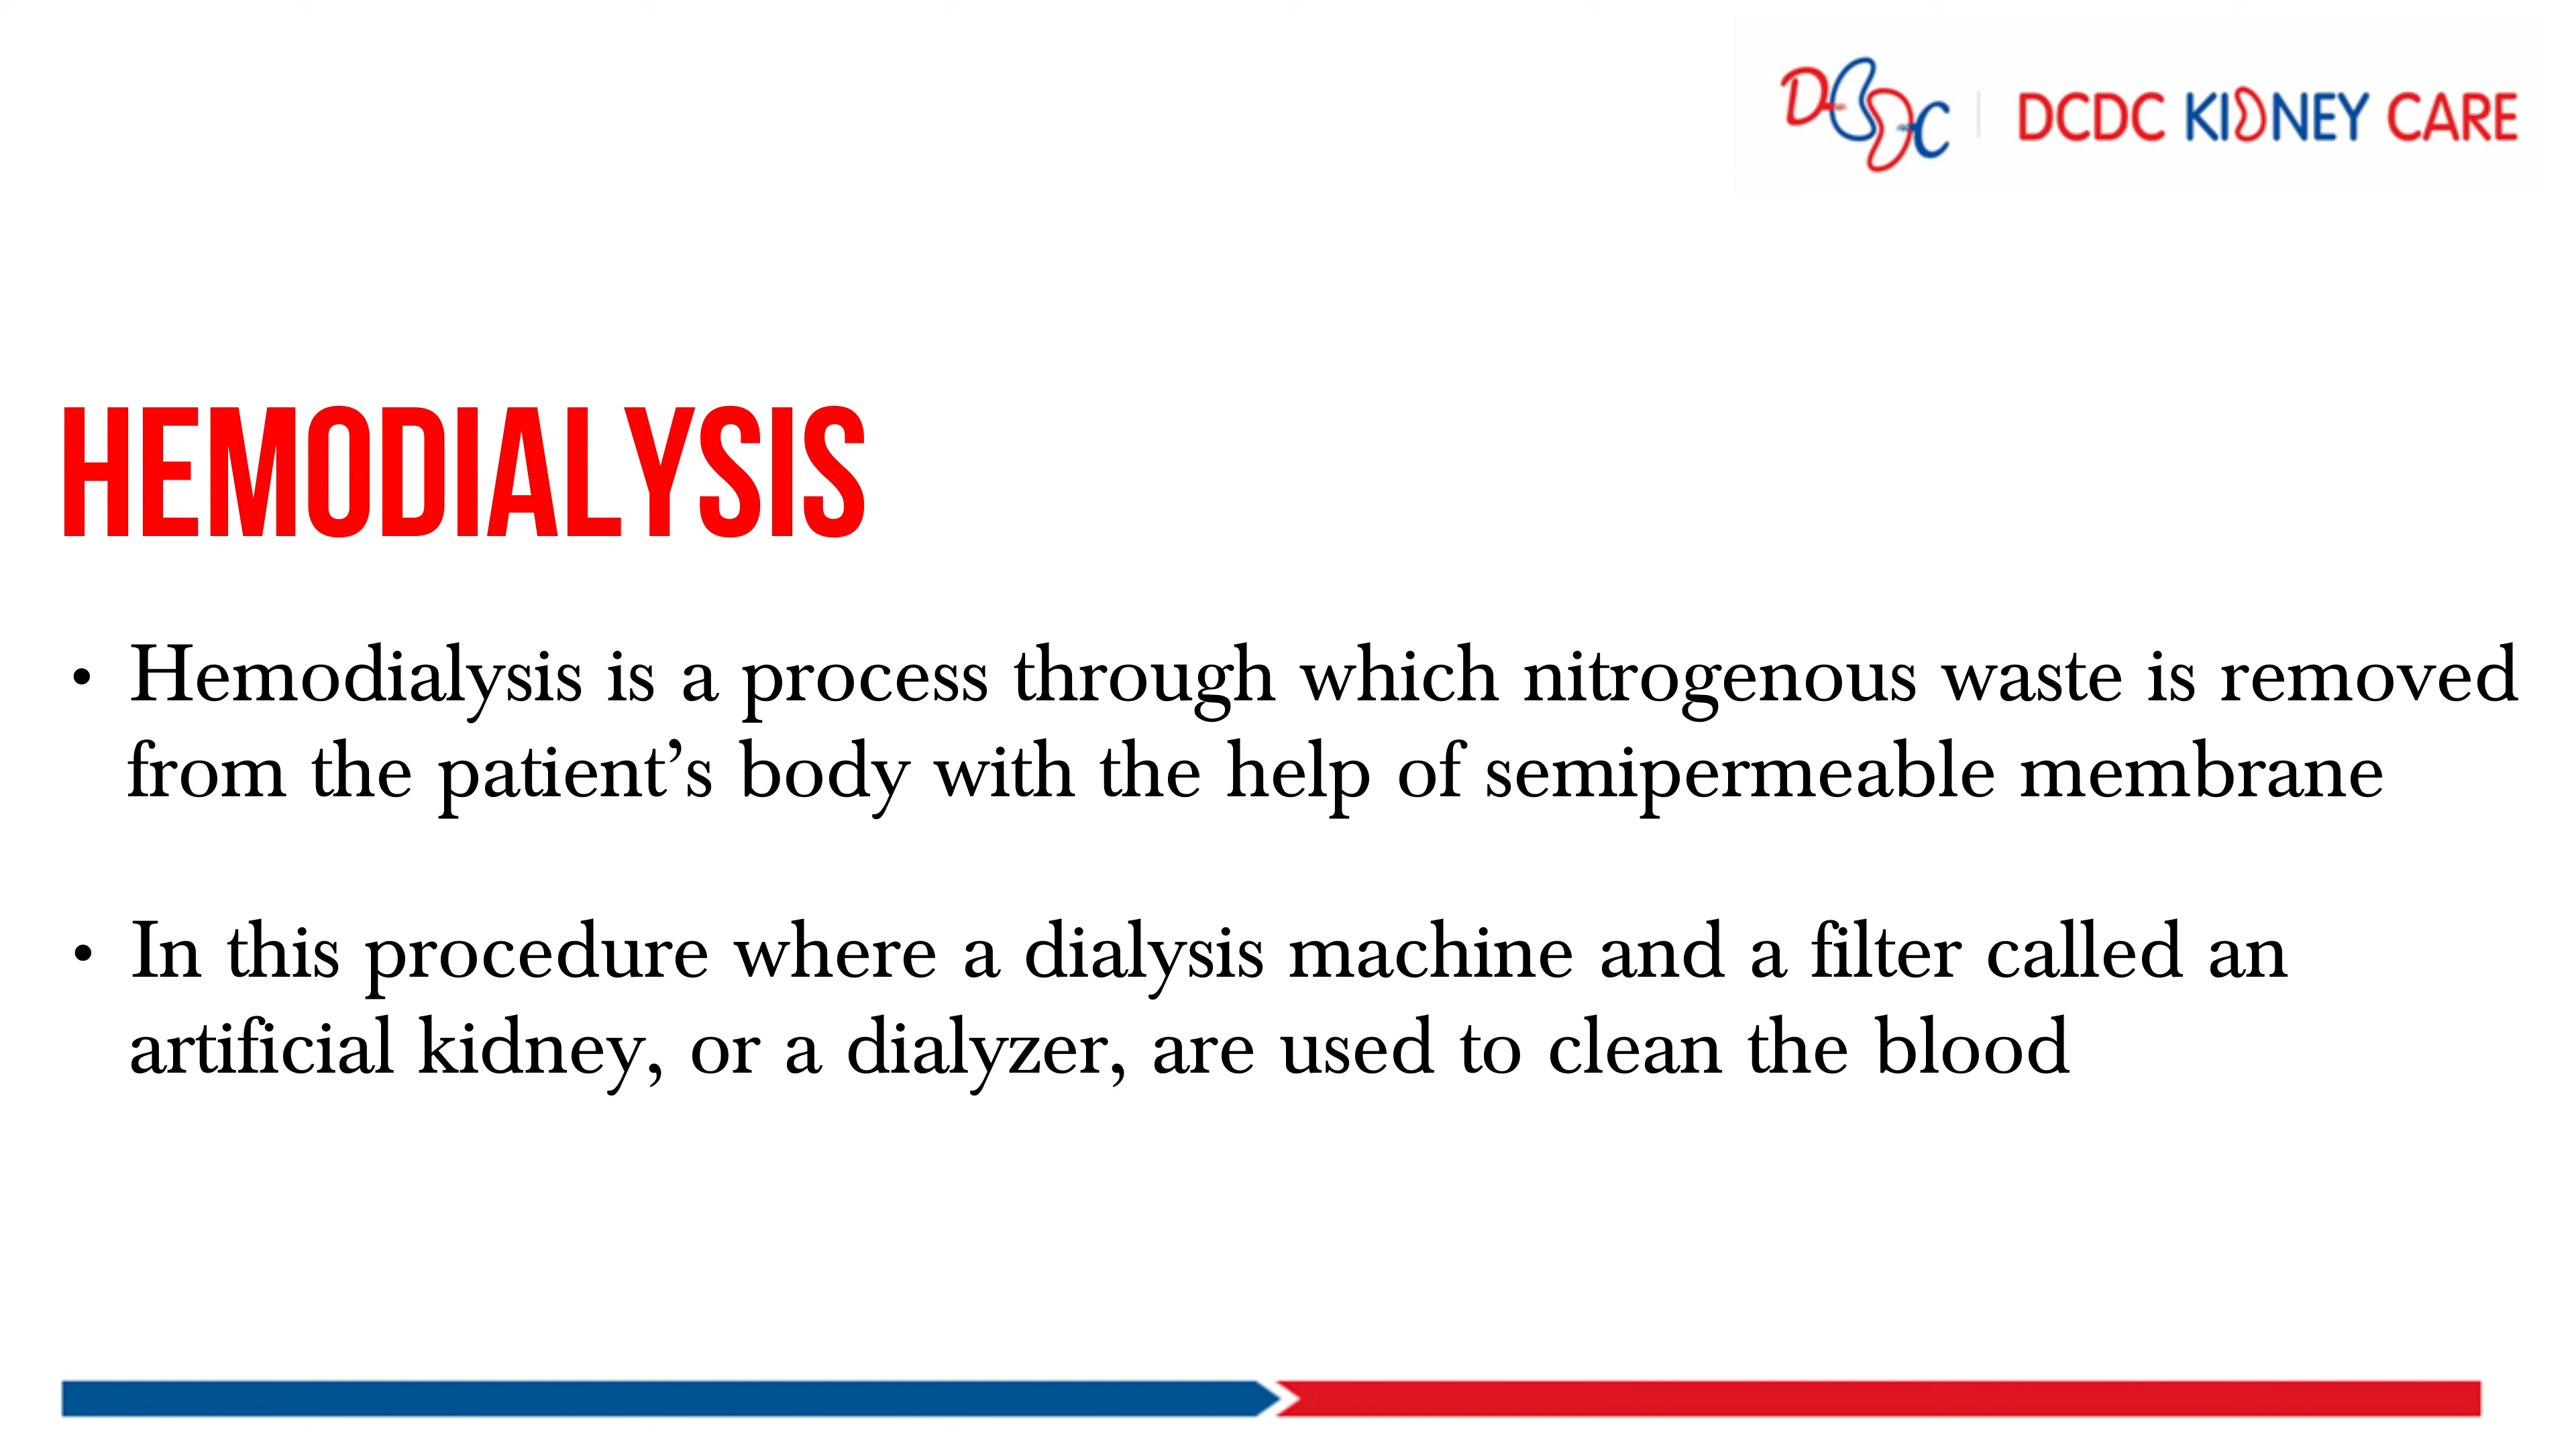 DCDC | DCDC KIDNEY CARE
HEMODIALYSIS
• Hemodialysis is a process through which nitrogenous waste is removed
from the patient’s body with the help of semipermeable membrane
• In this procedure where a dialysis machine and a filter called an
artificial kidney, or a dialyzer, are used to clean the blood